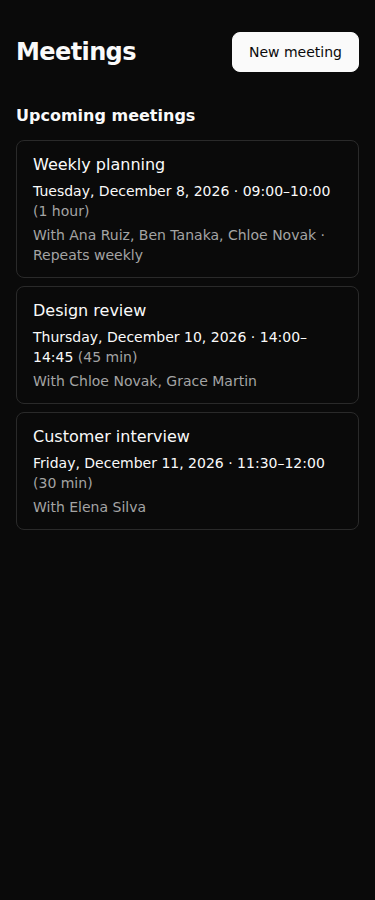 Meetings
New meeting
Upcoming meetings
Weekly planning
Tuesday, December 8, 2026 · 09:00–10:00
(1 hour)
With Ana Ruiz, Ben Tanaka, Chloe Novak ·
Repeats weekly
Design review
Thursday, December 10, 2026 · 14:00–
14:45 (45 min)
With Chloe Novak, Grace Martin
Customer interview
Friday, December 11, 2026 · 11:30–12:00
(30 min)
With Elena Silva